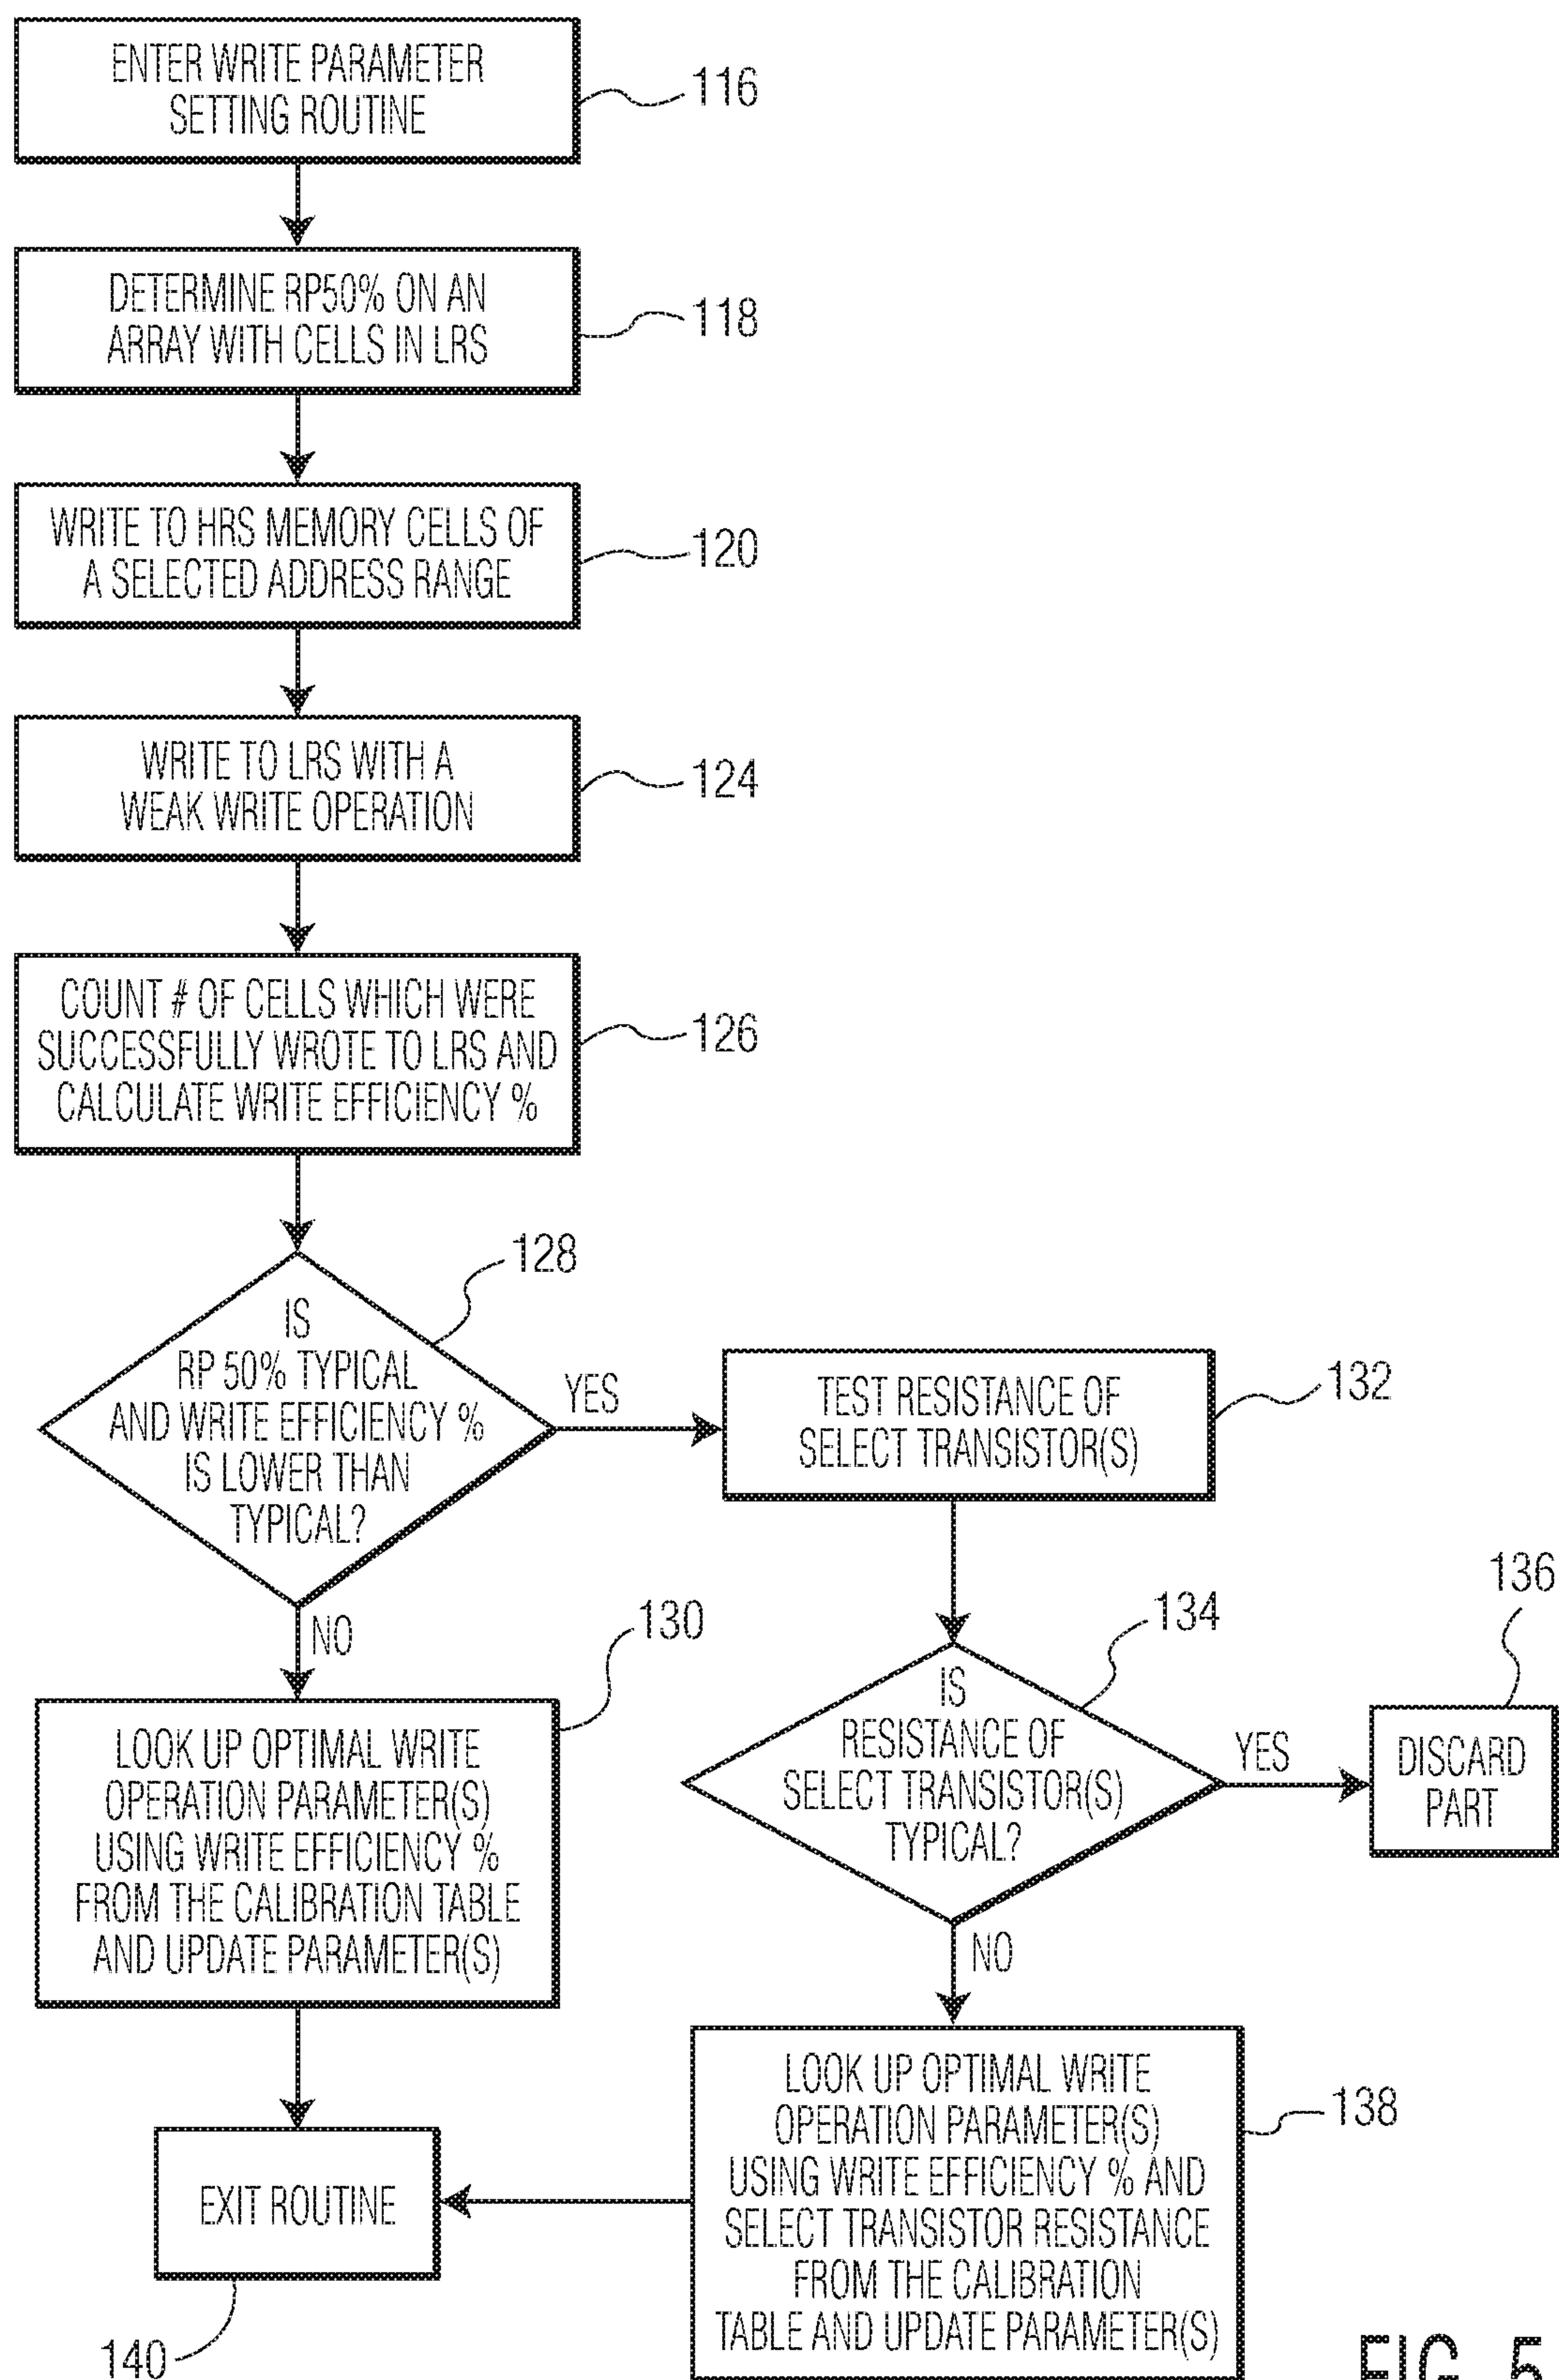 ENTER WRITE PARAMETER
SETTING ROUTINE
116
DETERMINE RP50% ON AN
ARRAY WITH CELLS IN LRS
118
WRITE TO HRS MEMORY CELLS OF
A SELECTED ADDRESS RANGE
120
WRITE TO LRS WITH A
WEAK WRITE OPERATION
124
COUNT # OF CELLS WHICH WERE
SUCCESSFULLY WROTE TO LRS AND
CALCULATE WRITE EFFICIENCY %
126
128
IS
RP 50% TYPICAL
AND WRITE EFFICIENCY %
IS LOWER THAN
TYPICAL?
YES
NO
TEST RESISTANCE OF
SELECT TRANSISTOR(S)
132
134
IS
RESISTANCE OF
SELECT TRANSISTOR(S)
TYPICAL?
YES
NO
136
DISCARD
PART
130
LOOK UP OPTIMAL WRITE
OPERATION PARAMETER(S)
USING WRITE EFFICIENCY %
FROM THE CALIBRATION TABLE
AND UPDATE PARAMETER(S)
LOOK UP OPTIMAL WRITE
OPERATION PARAMETER(S)
USING WRITE EFFICIENCY % AND
SELECT TRANSISTOR RESISTANCE
FROM THE CALIBRATION
TABLE AND UPDATE PARAMETER(S)
138
EXIT ROUTINE
140
FIG. 5